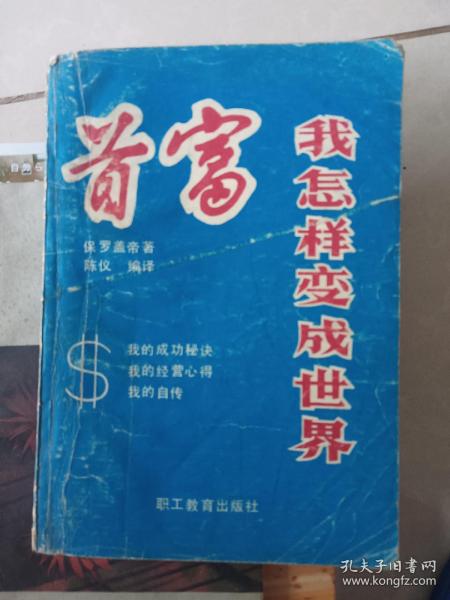 我怎样变成世界
首富
保罗盖帝著
陈仪 编译
我的成功秘诀
我的经营心得
我的自传
$
职工教育出版社
孔夫子旧书网
www.kongfz.com